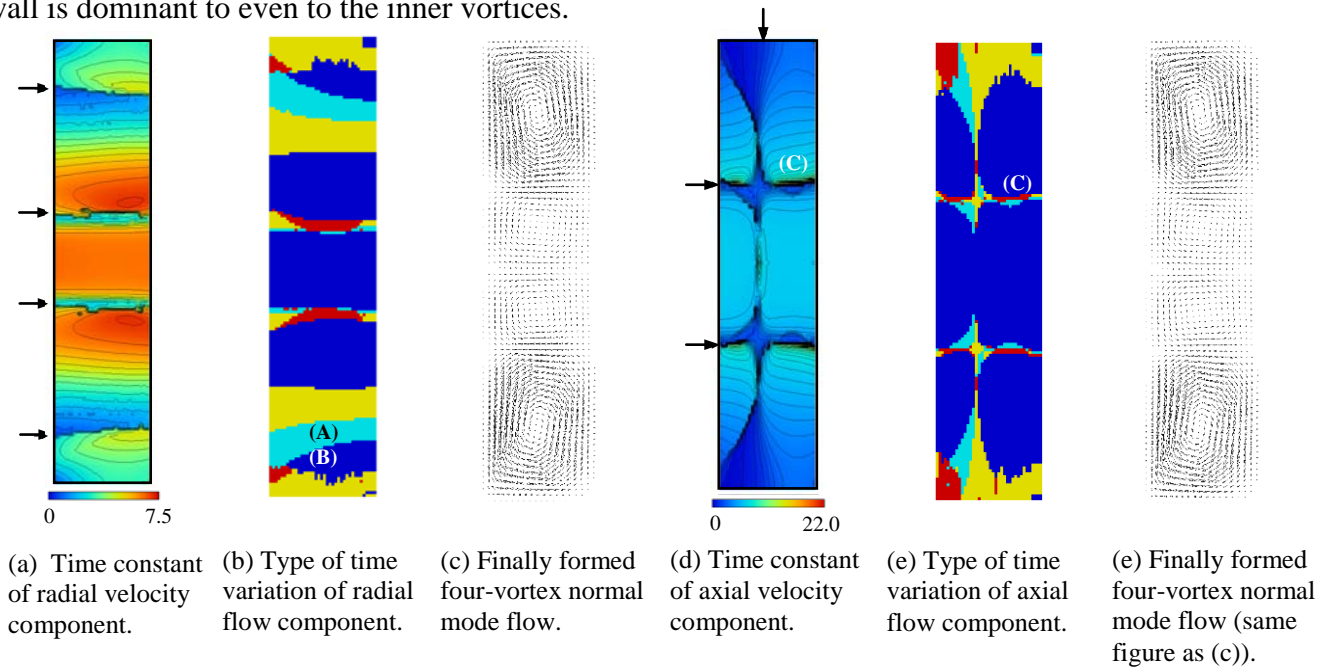 wall is dominant to even to the inner vortices.
(C)
(C)
(A)
(B)
0 7.5
0 22.0
(a) Time constant
of radial velocity
component.
(b) Type of time
variation of radial
flow component.
(c) Finally formed
four-vortex normal
mode flow.
(d) Time constant
of axial velocity
component.
(e) Type of time
variation of axial
flow component.
(e) Finally formed
four-vortex normal
mode flow (same
figure as (c)).